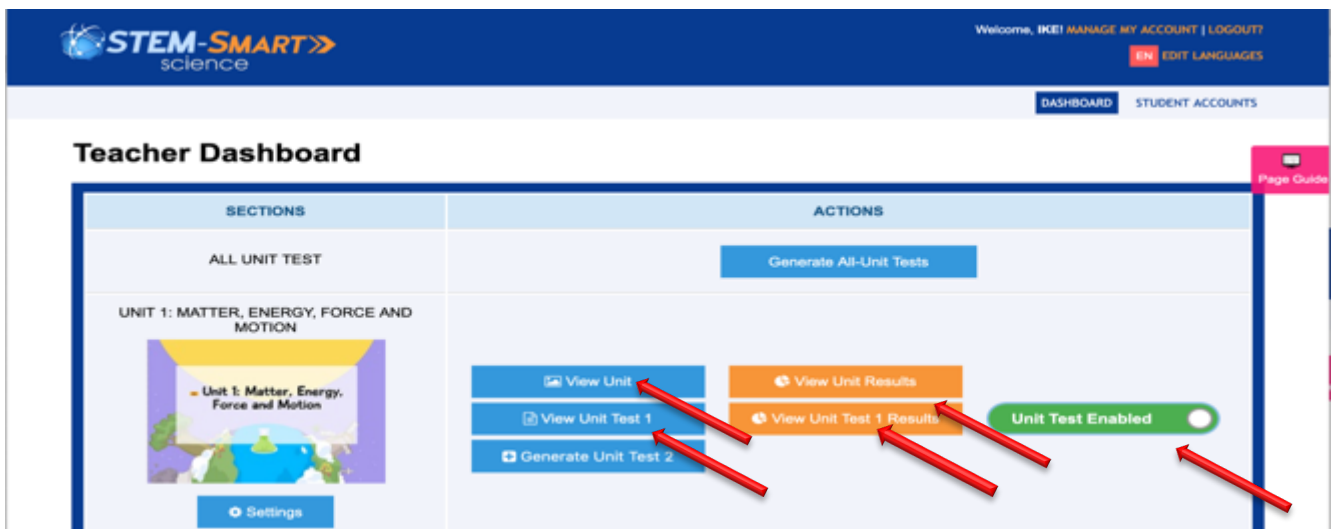 STEM-SMART
science
Welcome, IKE! MANAGE MY ACCOUNT | LOGOUT?
EN EDIT LANGUAGES
DASHBOARD STUDENT ACCOUNTS
Teacher Dashboard
Page Guide
SECTIONS ACTIONS
ALL UNIT TEST Generate All-Unit Tests
UNIT 1: MATTER, ENERGY, FORCE AND
MOTION
Unit 1: Matter, Energy,
Force and Motion
View Unit View Unit Results
View Unit Test 1 View Unit Test 1 Results Unit Test Enabled
Generate Unit Test 2
Settings